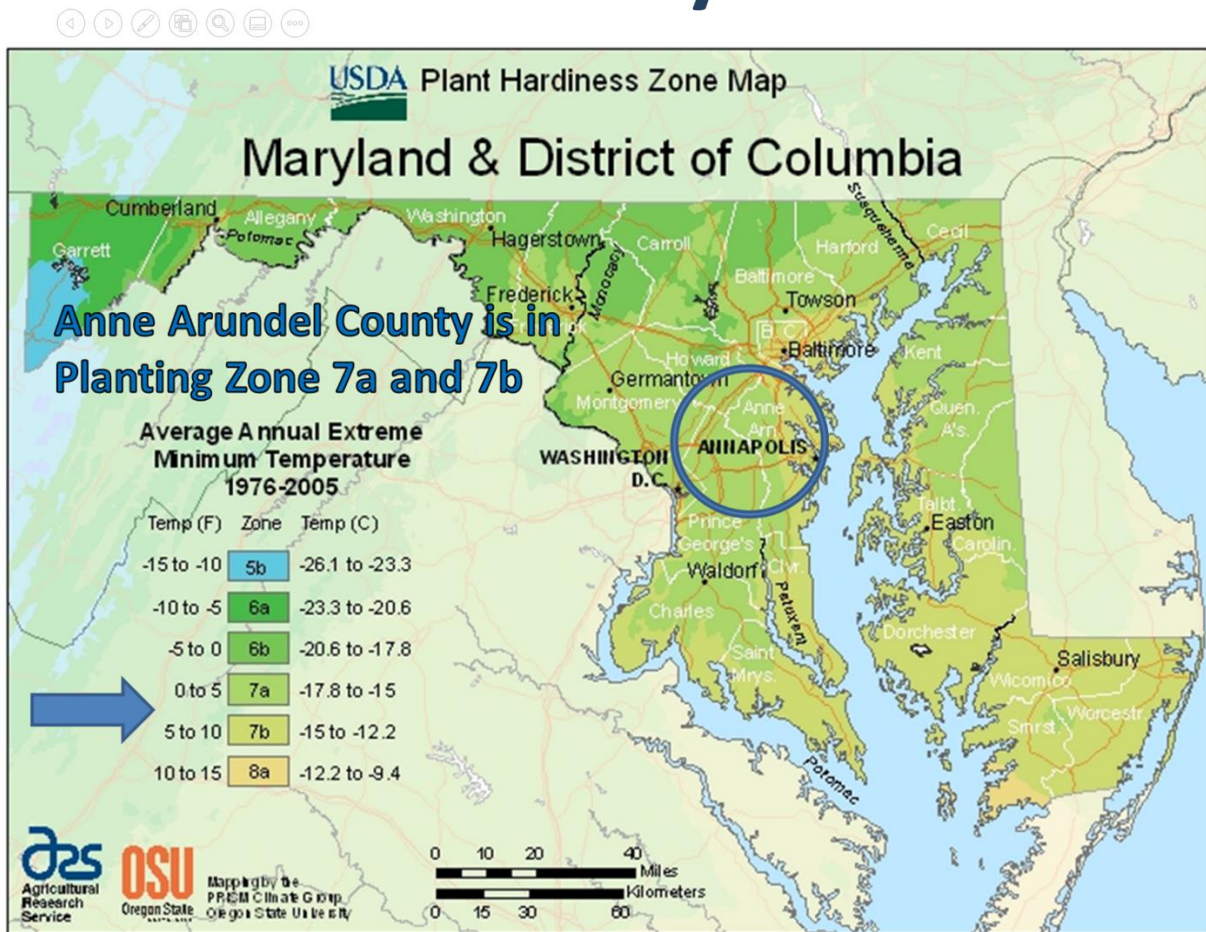 USDA Plant Hardiness Zone Map
Maryland & District of Columbia
Cumberland
Allegany
Washington
Potomac
Hagerstown
Garrett
Carroll
Harford
Cecil
Susquehanna
Monocacy
Baltimore
Frederick
Frederick
Towson
Anne Arundel County is in
Planting Zone 7a and 7b
B.C.
Baltimore
Howard
Kent
Germantown
Montgomery
Anne
Arn.
Quen.
A's.
WASHINGTON
D.C.
ANNAPOLIS
Average Annual Extreme
Minimum Temperature
1976-2005
Temp (F) Zone Temp (C)
-15 to -10 5b -26.1 to -23.3
-10 to -5 6a -23.3 to -20.6
-5 to 0 6b -20.6 to -17.8
0 to 5 7a -17.8 to -15
5 to 10 7b -15 to -12.2
10 to 15 8a -12.2 to -9.4
Prince
George's
Talbt.
Easton
Carolin.
Waldorf
Clvr.
Charles
Patuxent
Dorchester
Saint
Mrys.
Salisbury
Wicomico
Worcestr.
Smrst.
Potomac
ars
Agricultural
Research
Service
OSU
Oregon State
Mapping by the
PRISM Climate Group
Oregon State University
0 10 20 40
Miles
Kilometers
0 15 30 60